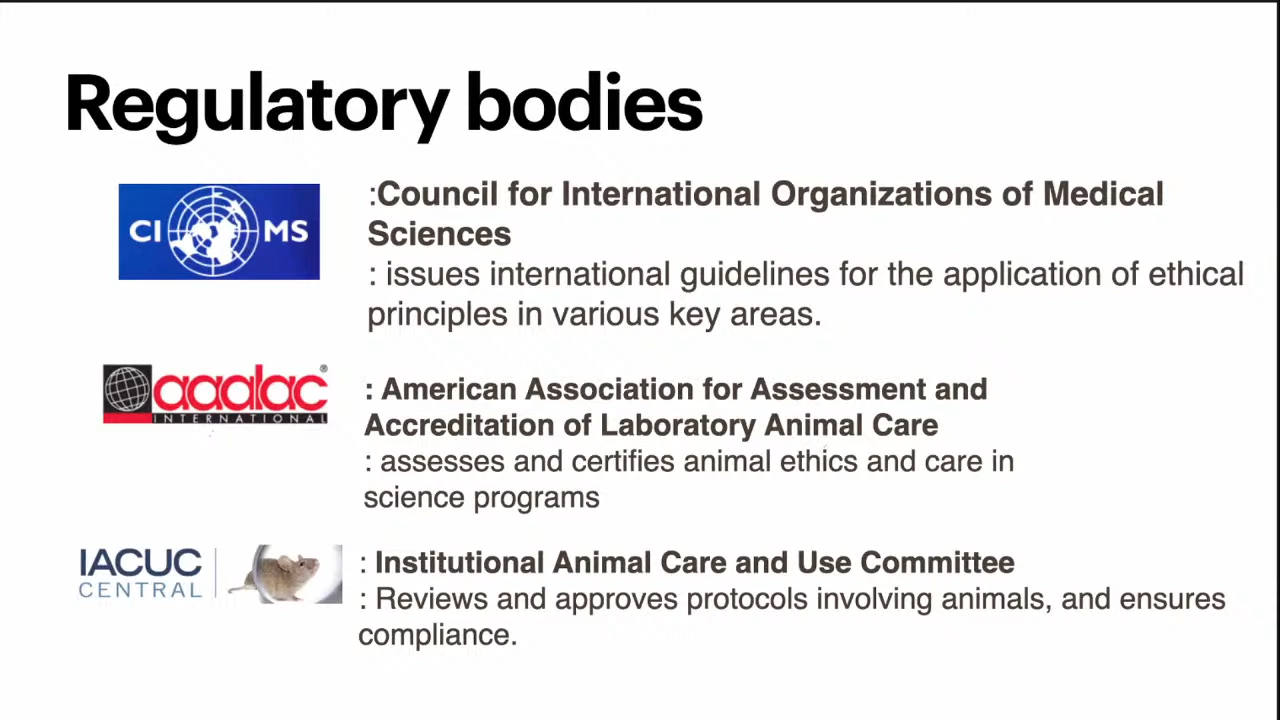 Regulatory bodies
CI MS
:Council for International Organizations of Medical
Sciences
: issues international guidelines for the application of ethical
principles in various key areas.
aaalac®
INTERNATIONAL
: American Association for Assessment and
Accreditation of Laboratory Animal Care
: assesses and certifies animal ethics and care in
science programs
IACUC
CENTRAL
: Institutional Animal Care and Use Committee
: Reviews and approves protocols involving animals, and ensures
compliance.